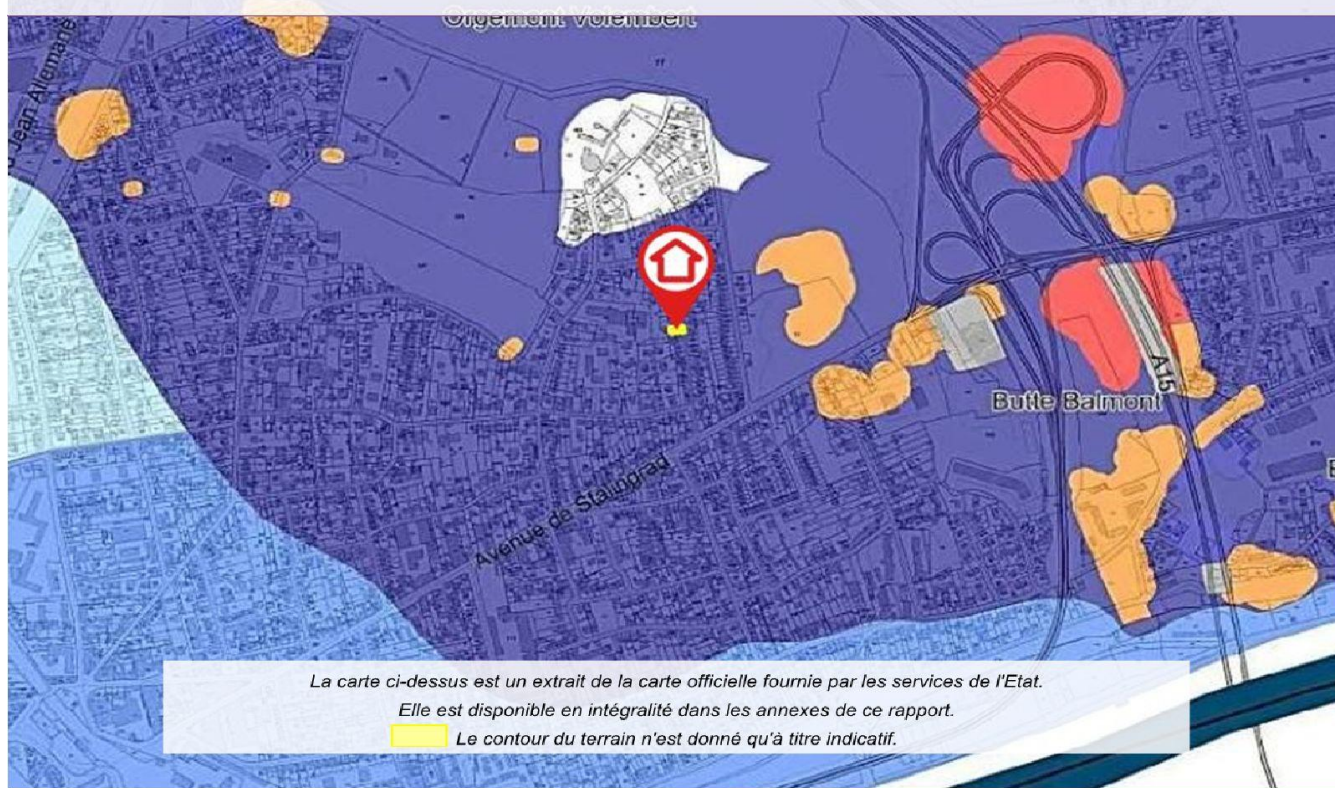 Orgemont Volembert
Jean Allemane
A15
Butte Balmont
Avenue de Stalingrad
La carte ci-dessus est un extrait de la carte officielle fournie par les services de l'Etat.
Elle est disponible en intégralité dans les annexes de ce rapport.
Le contour du terrain n'est donné qu'à titre indicatif.